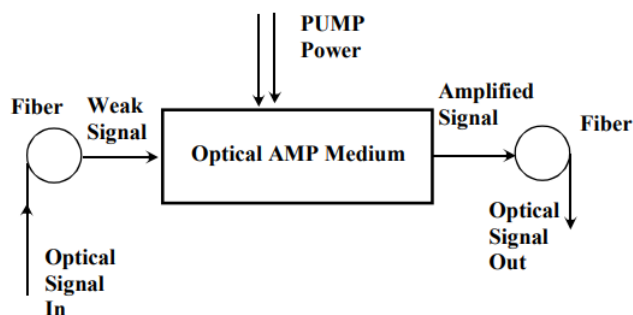 PUMP
Power
Fiber
Weak
Signal
Optical AMP Medium
Amplified
Signal
Fiber
Optical
Signal
In
Optical
Signal
Out